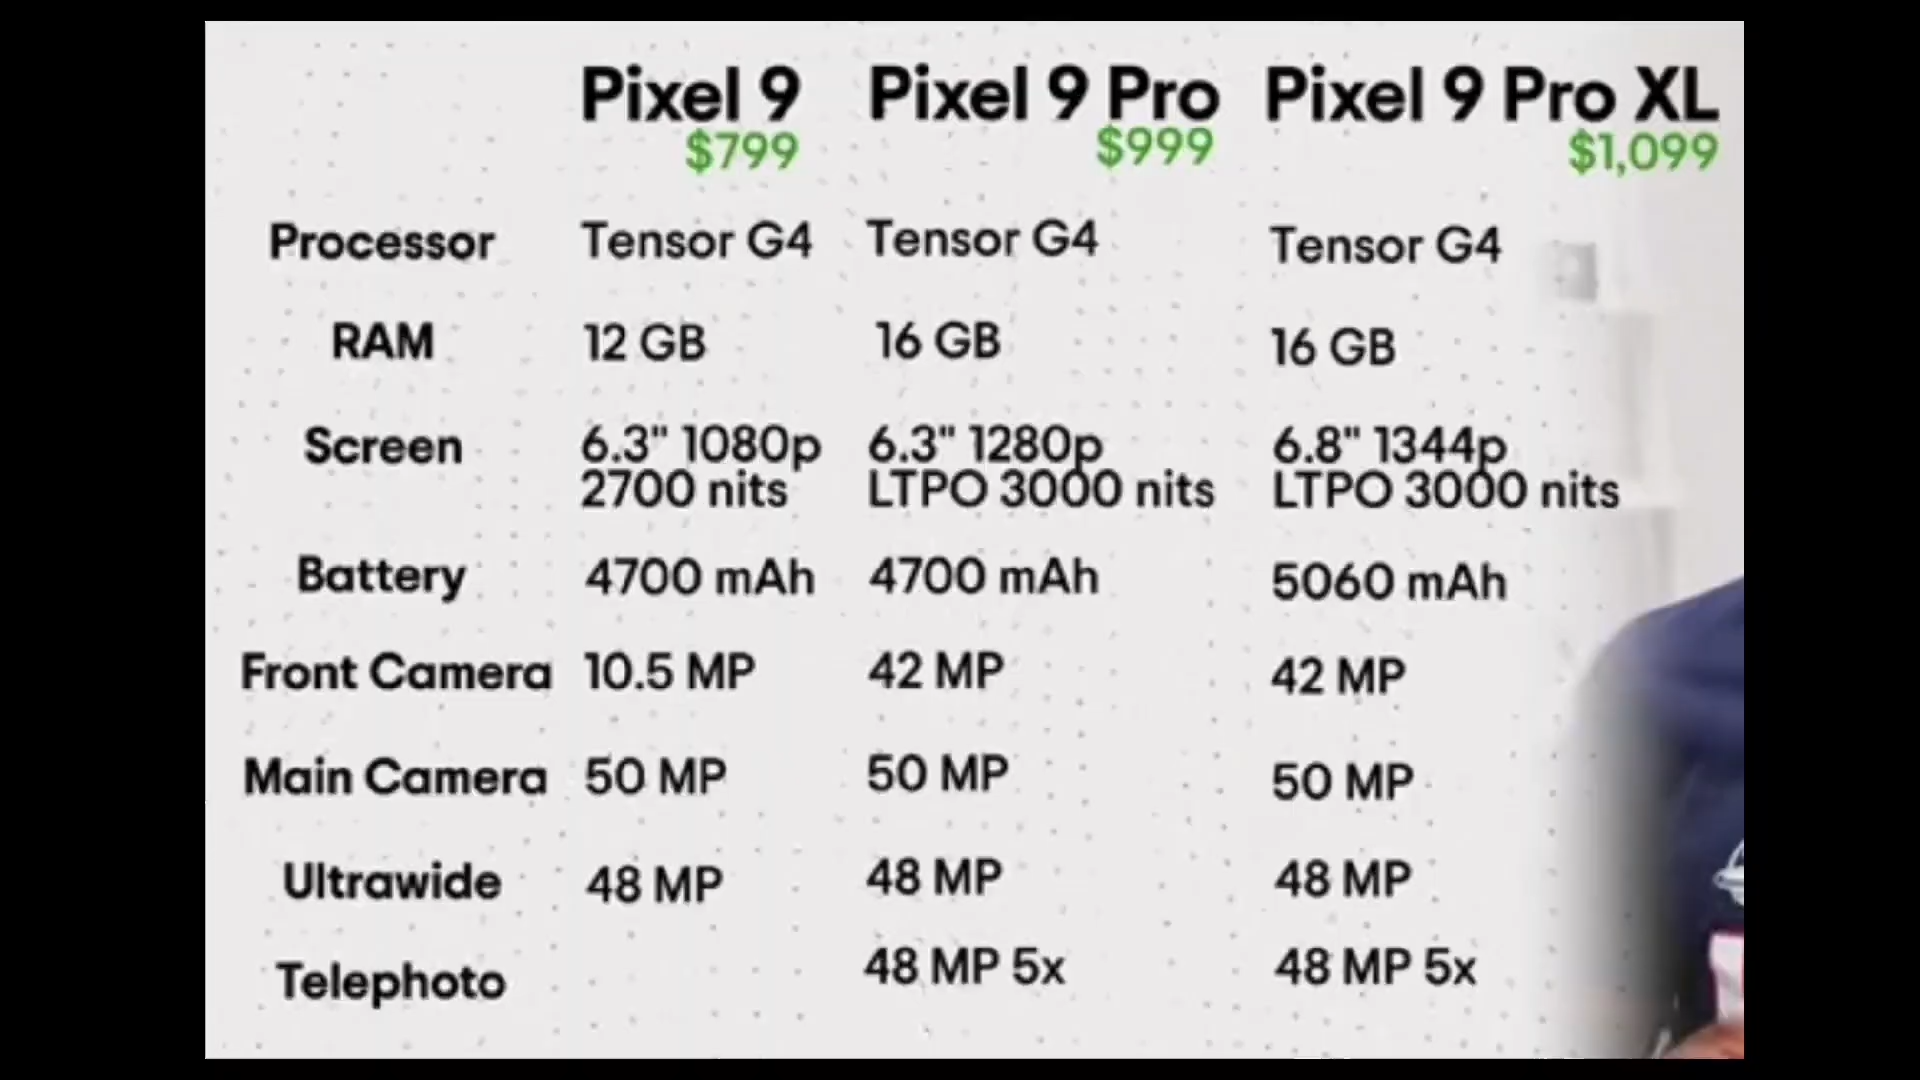 Pixel 9 Pixel 9 Pro Pixel 9 Pro XL
$799 $999 $1,099
Processor Tensor G4 Tensor G4 Tensor G4
RAM 12 GB 16 GB 16 GB
Screen 6.3" 1080p 6.3" 1280p 6.8" 1344p
2700 nits LTPO 3000 nits LTPO 3000 nits
Battery 4700 mAh 4700 mAh 5060 mAh
Front Camera 10.5 MP 42 MP 42 MP
Main Camera 50 MP 50 MP 50 MP
Ultrawide 48 MP 48 MP 48 MP
Telephoto 48 MP 5x 48 MP 5x